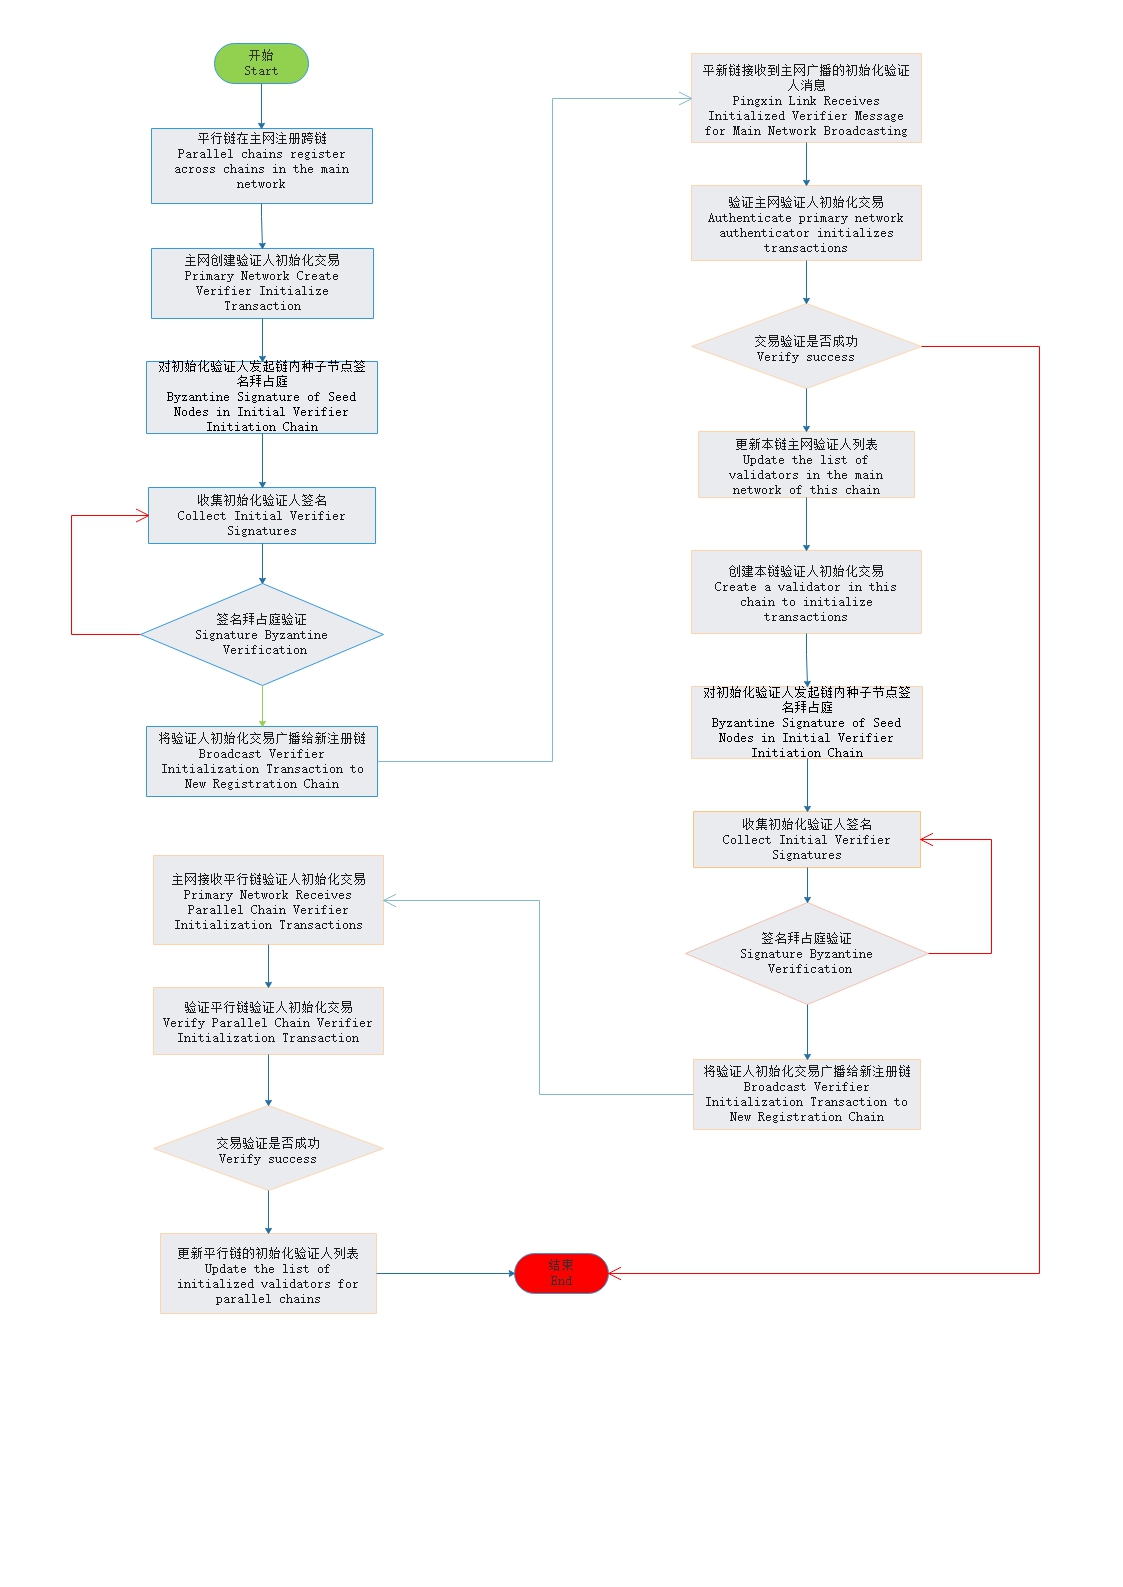 开始
Start
平行链在主网注册跨链
Parallel chains register
across chains in the main
network
主网创建验证人初始化交易
Primary Network Create
Verifier Initialize
Transaction
对初始化验证人发起链内种子节点签
名拜占庭
Byzantine Signature of Seed
Nodes in Initial Verifier
Initiation Chain
收集初始化验证人签名
Collect Initial Verifier
Signatures
签名拜占庭验证
Signature Byzantine
Verification
将验证人初始化交易广播给新注册链
Broadcast Verifier
Initialization Transaction to
New Registration Chain
平新链接收到主网广播的初始化验证
人消息
Pingxin Link Receives
Initialized Verifier Message
for Main Network Broadcasting
验证主网验证人初始化交易
Authenticate primary network
authenticator initializes
transactions
交易验证是否成功
Verify success
更新本链主网验证人列表
Update the list of
validators in the main
network of this chain
创建本链验证人初始化交易
Create a validator in this
chain to initialize
transactions
对初始化验证人发起链内种子节点签
名拜占庭
Byzantine Signature of Seed
Nodes in Initial Verifier
Initiation Chain
收集初始化验证人签名
Collect Initial Verifier
Signatures
签名拜占庭验证
Signature Byzantine
Verification
将验证人初始化交易广播给新注册链
Broadcast Verifier
Initialization Transaction to
New Registration Chain
主网接收平行链验证人初始化交易
Primary Network Receives
Parallel Chain Verifier
Initialization Transactions
验证平行链验证人初始化交易
Verify Parallel Chain Verifier
Initialization Transaction
交易验证是否成功
Verify success
更新平行链的初始化验证人列表
Update the list of
initialized validators for
parallel chains
结束
End